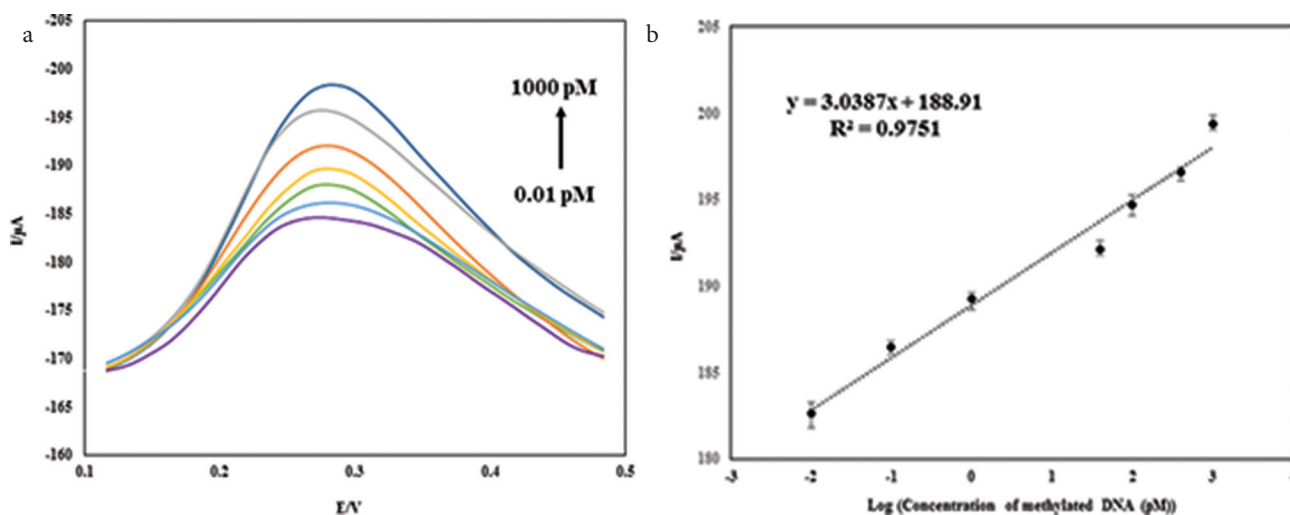 a
-205
-200
-195
-190
-185
-180
-175
-170
-165
-160
0.1 0.2 0.3 0.4 0.5
I/µA
E/V
1000 pM
0.01 pM
b
205
200
195
190
185
180
-3 -2 -1 0 1 2 3
I/µA
Log (Concentration of methylated DNA (pM))
y = 3.0387x + 188.91
R² = 0.9751